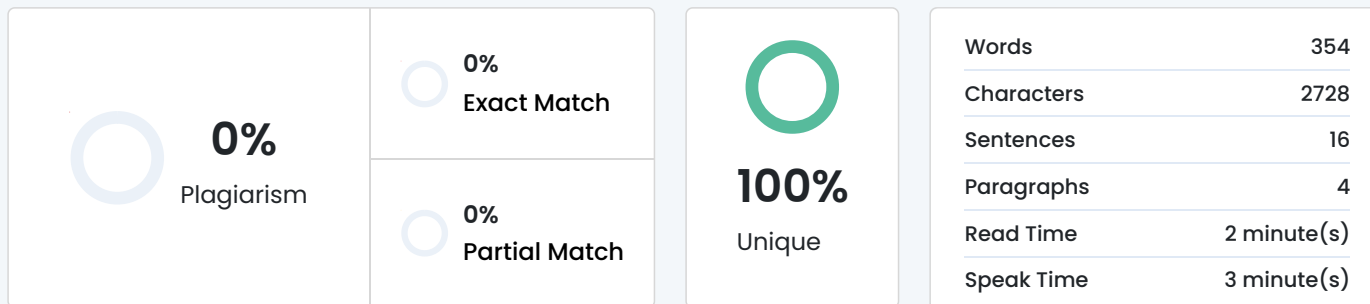 0%
Plagiarism
0%
Exact Match
0%
Partial Match
100%
Unique
Words 354
Characters 2728
Sentences 16
Paragraphs 4
Read Time 2 minute(s)
Speak Time 3 minute(s)